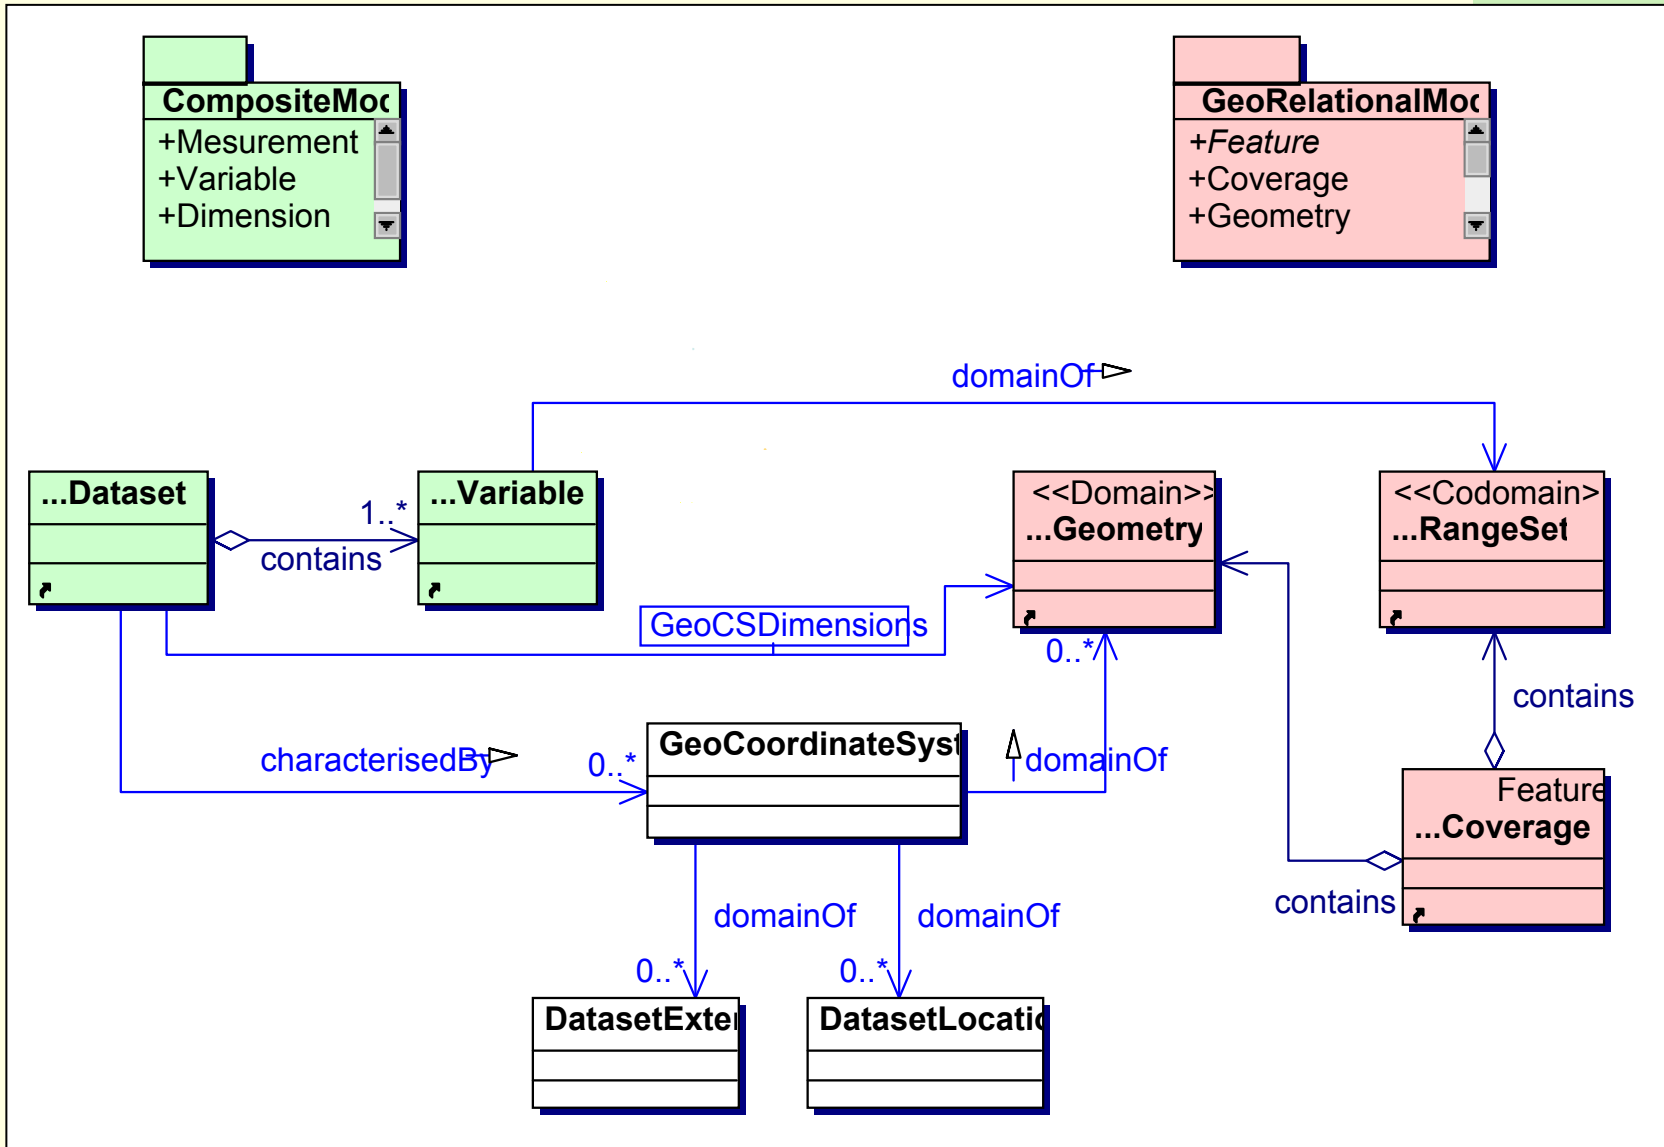 CompositeMoc
+Mesurement
+Variable
+Dimension
GeoRelationalMoc
+Feature
+Coverage
+Geometry
domainOf
...Dataset
1..*
contains
...Variable
<<Domain>>
...Geometry
<<Codomain>
...RangeSet
GeoCSDimensions
0..*
contains
characterisedBy
0..*
GeoCoordinateSyst
domainOf
Feature
...Coverage
contains
domainOf
domainOf
0..*
0..*
DatasetExter
DatasetLocatic